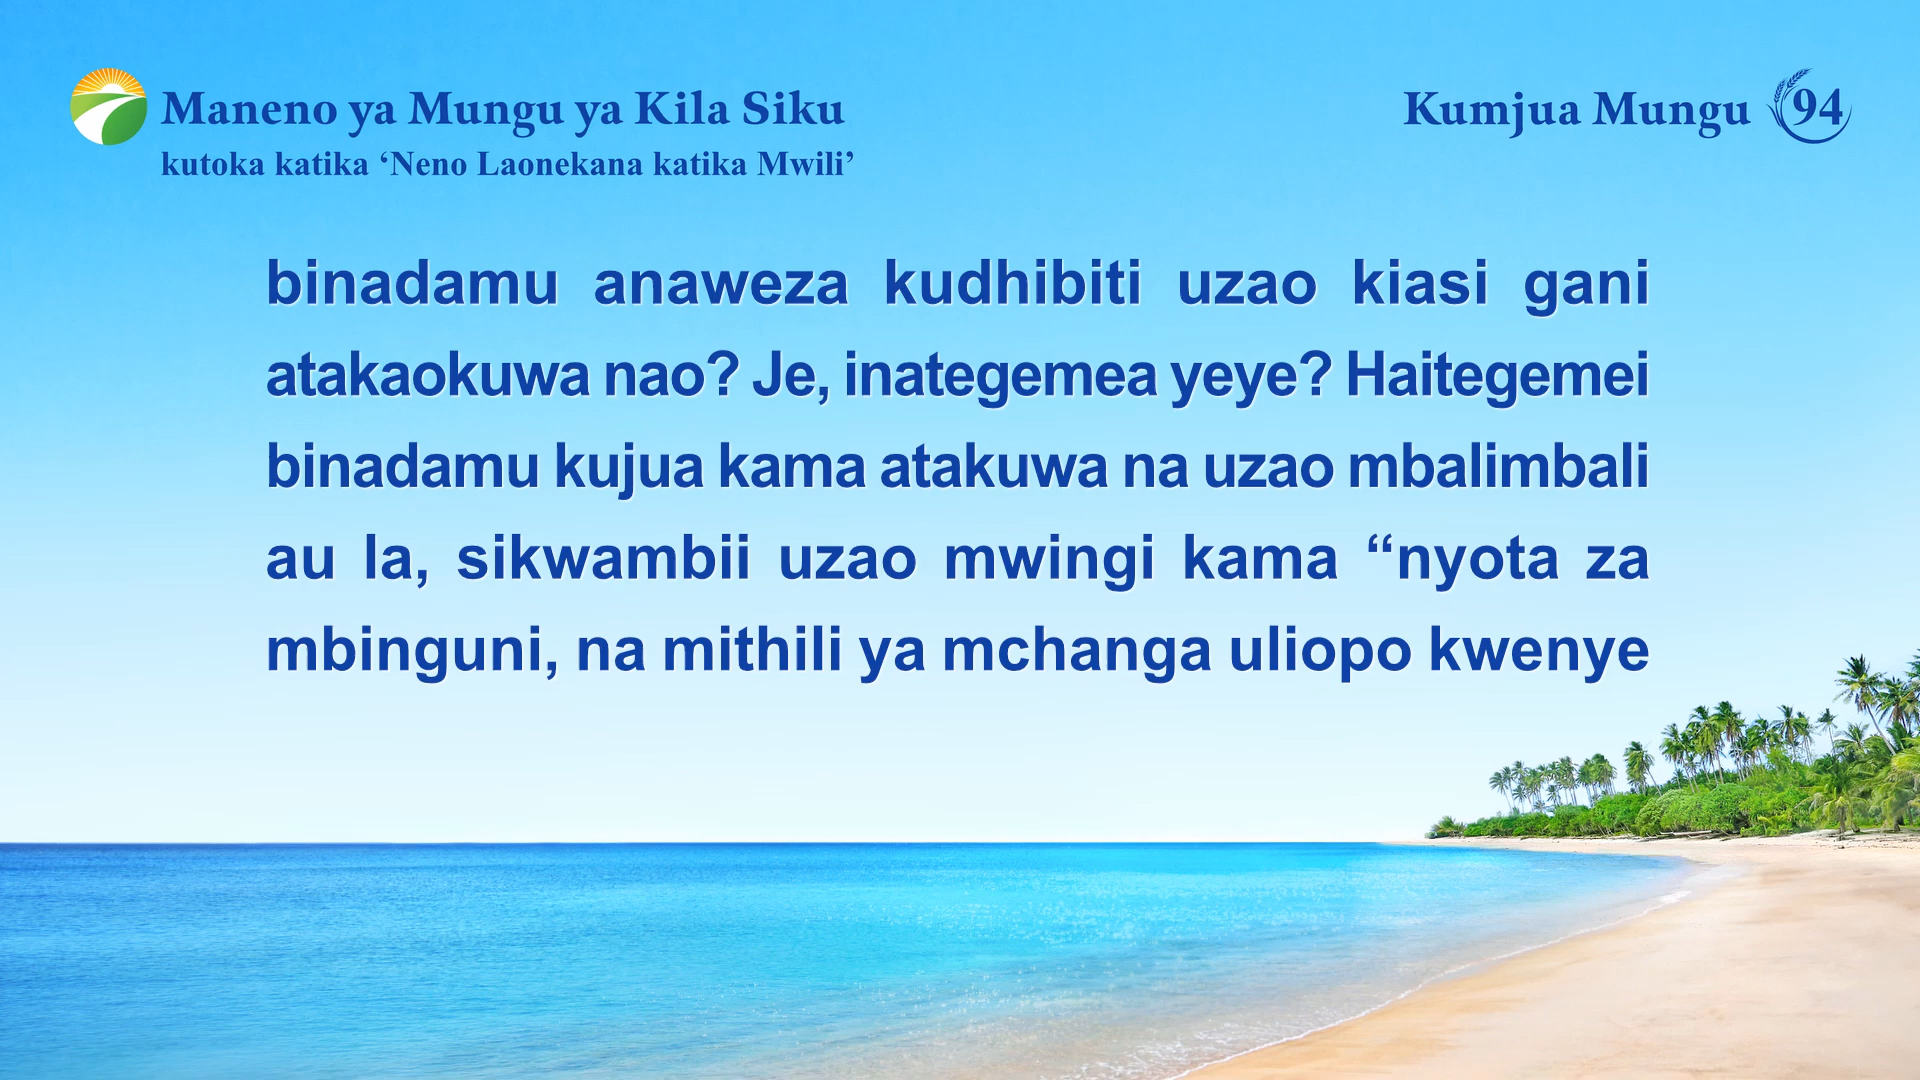 Maneno ya Mungu ya Kila Siku
kutoka katika ‘Neno Laonekana katika Mwili’
Kumjua Mungu 94
binadamu anaweza kudhibiti uzao kiasi gani
atakaokuwa nao? Je, inategemea yeye? Haitegemei
binadamu kujua kama atakuwa na uzao mbalimbali
au la, sikwambii uzao mwingi kama “nyota za
mbinguni, na mithili ya mchanga uliopo kwenye